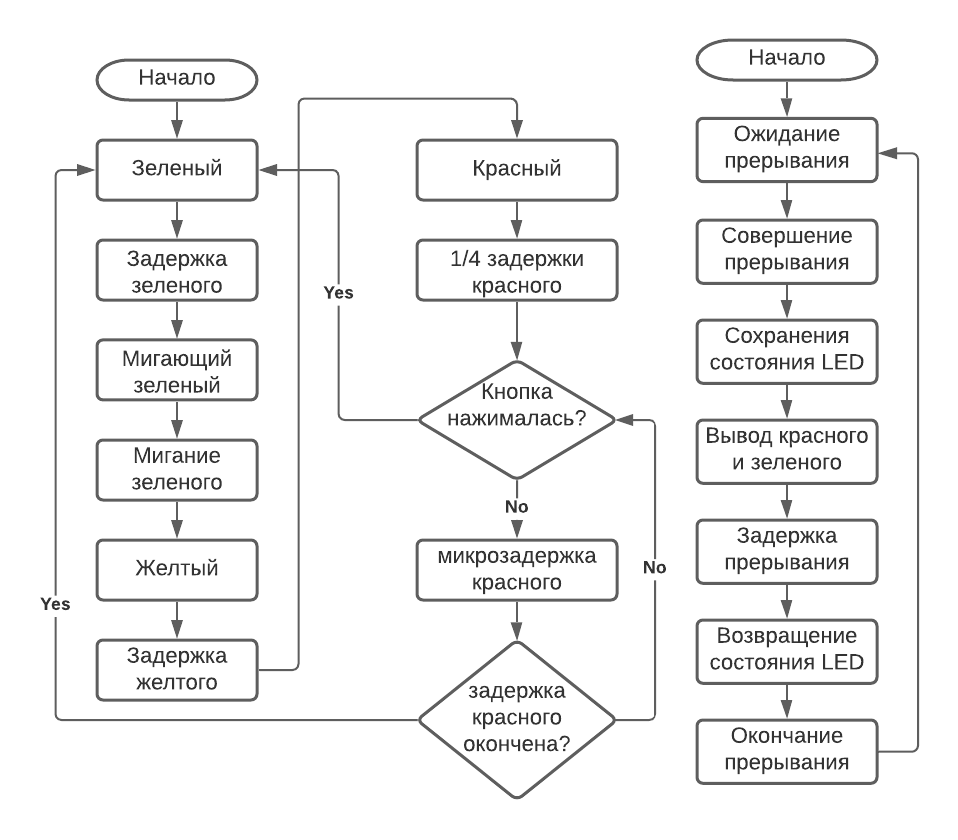 Начало
Зеленый
Задержка
зеленого
Мигающий
зеленый
Мигание
зеленого
Желтый
Задержка
желтого
Красный
1/4 задержки
красного
Кнопка
нажималась?
Yes
No
микрозадержка
красного
задержка
красного
окончена?
Yes
No
Начало
Ожидание
прерывания
Совершение
прерывания
Сохранения
состояния LED
Вывод красного
и зеленого
Задержка
прерывания
Возвращение
состояния LED
Окончание
прерывания